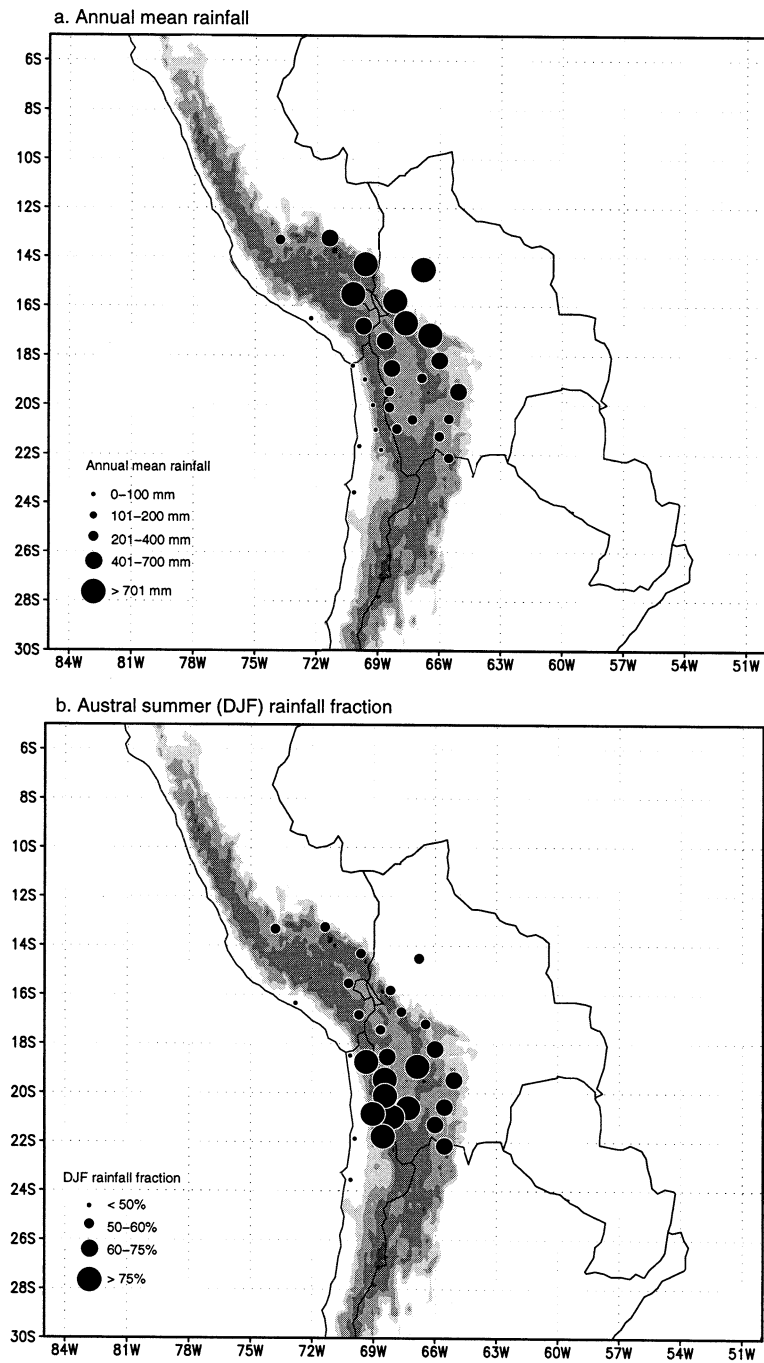 a. Annual mean rainfall
6S
8S
10S
12S
14S
16S
18S
20S
22S
24S
26S
28S
30S
Annual mean rainfall
0–100 mm
101–200 mm
201–400 mm
401–700 mm
> 701 mm
84W 81W 78W 75W 72W 69W 66W 63W 60W 57W 54W 51W
b. Austral summer (DJF) rainfall fraction
6S
8S
10S
12S
14S
16S
18S
20S
22S
24S
26S
28S
30S
DJF rainfall fraction
< 50%
50–60%
60–75%
> 75%
84W 81W 78W 75W 72W 69W 66W 63W 60W 57W 54W 51W